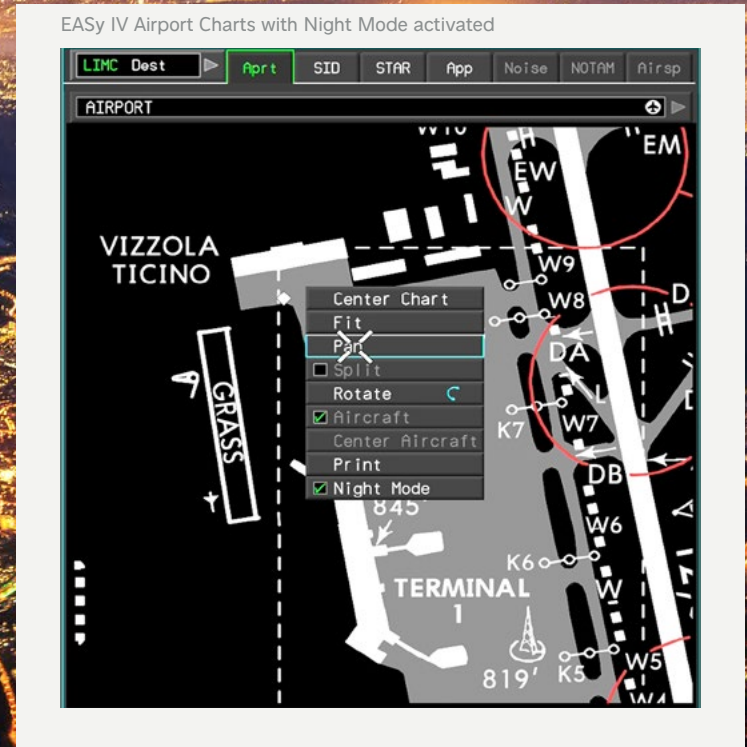 EASy IV Airport Charts with Night Mode activated
LIMC Dest
Aprt SID STAR App Noise NOTAM Airsp
AIRPORT
W10
H
EM
EW
W
VIZZOLA
TICINO
W9
W8
D
H
DA
L
GRASS
K7
W7
DB
Center Chart
Fit
Pan
Split
Rotate
Aircraft
Center Aircraft
Print
Night Mode
845'
W6
K6
TERMINAL
1
W
819'
K5
W5
W4